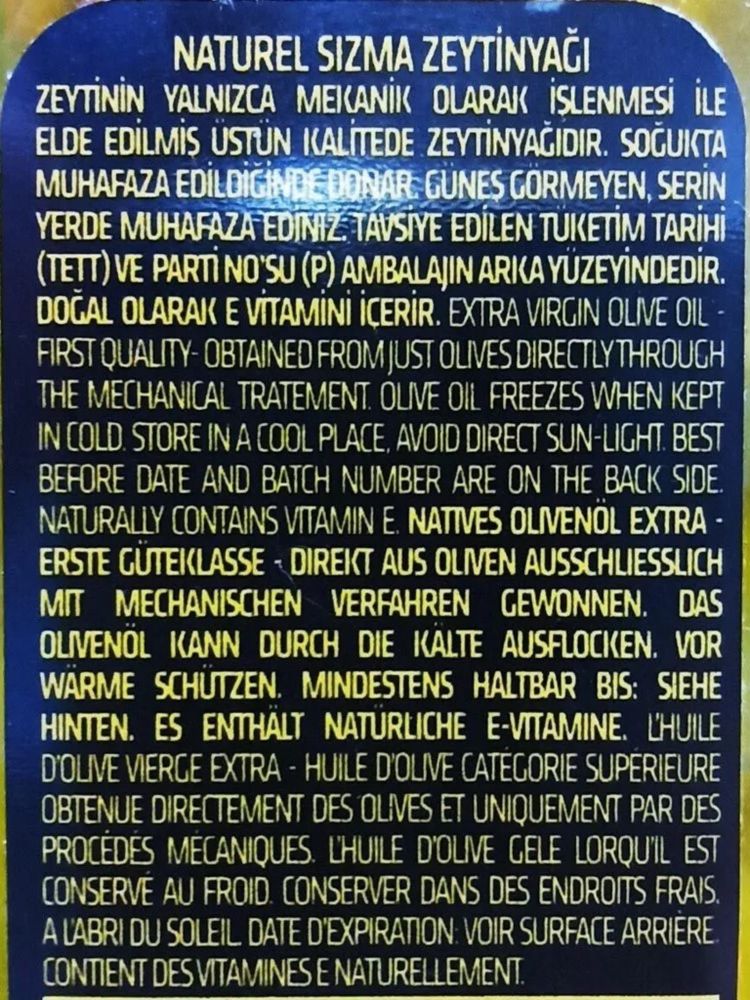 NATUREL SIZMA ZEYTİNYAĞI
ZEYTİNİN YALNIZCA MEKANİK OLARAK İŞLENMESİ İLE
ELDE EDİLMİŞ ÜSTÜN KALİTEDE ZEYTİNYAĞIDIR. SOĞUKTA
MUHAFAZA EDİLDİĞİNDE DONAR. GÜNEŞ GÖRMEYEN, SERİN
YERDE MUHAFAZA EDİNİZ. TAVSİYE EDİLEN TÜKETİM TARİHİ
(TETT) VE PARTİ NO'SU (P) AMBALAJIN ARKA YÜZEYİNDEDİR.
DOĞAL OLARAK E VİTAMİNİ İÇERİR. EXTRA VIRGIN OLIVE OIL -
FIRST QUALITY- OBTAINED FROM JUST OLIVES DIRECTLY THROUGH
THE MECHANICAL TRATEMENT. OLIVE OIL FREEZES WHEN KEPT
IN COLD. STORE IN A COOL PLACE, AVOID DIRECT SUN-LIGHT. BEST
BEFORE DATE AND BATCH NUMBER ARE ON THE BACK SIDE.
NATURALLY CONTAINS VITAMIN E. NATIVES OLIVENÖL EXTRA -
ERSTE GÜTEKLASSE - DIREKT AUS OLIVEN AUSSCHLIESSLICH
MIT MECHANISCHEN VERFAHREN GEWONNEN. DAS
OLIVENÖL KANN DURCH DIE KÄLTE AUSFLOCKEN. VOR
WÄRME SCHÜTZEN. MINDESTENS HALTBAR BIS: SIEHE
HINTEN. ES ENTHÄLT NATÜRLICHE E-VITAMINE. L'HUILE
D'OLIVE VIERGE EXTRA - HUILE D'OLIVE CATÉGORIE SUPÉRIEURE
OBTENUE DIRECTEMENT DES OLIVES ET UNIQUEMENT PAR DES
PROCÉDÉS MÉCANIQUES. L'HUILE D'OLIVE GELE LORQU'IL EST
CONSERVÉ AU FROID. CONSERVER DANS DES ENDROITS FRAIS.
A L'ABRI DU SOLEIL. DATE D'EXPIRATION: VOIR SURFACE ARRIÈRE.
CONTIENT DES VITAMINES E NATURELLEMENT.